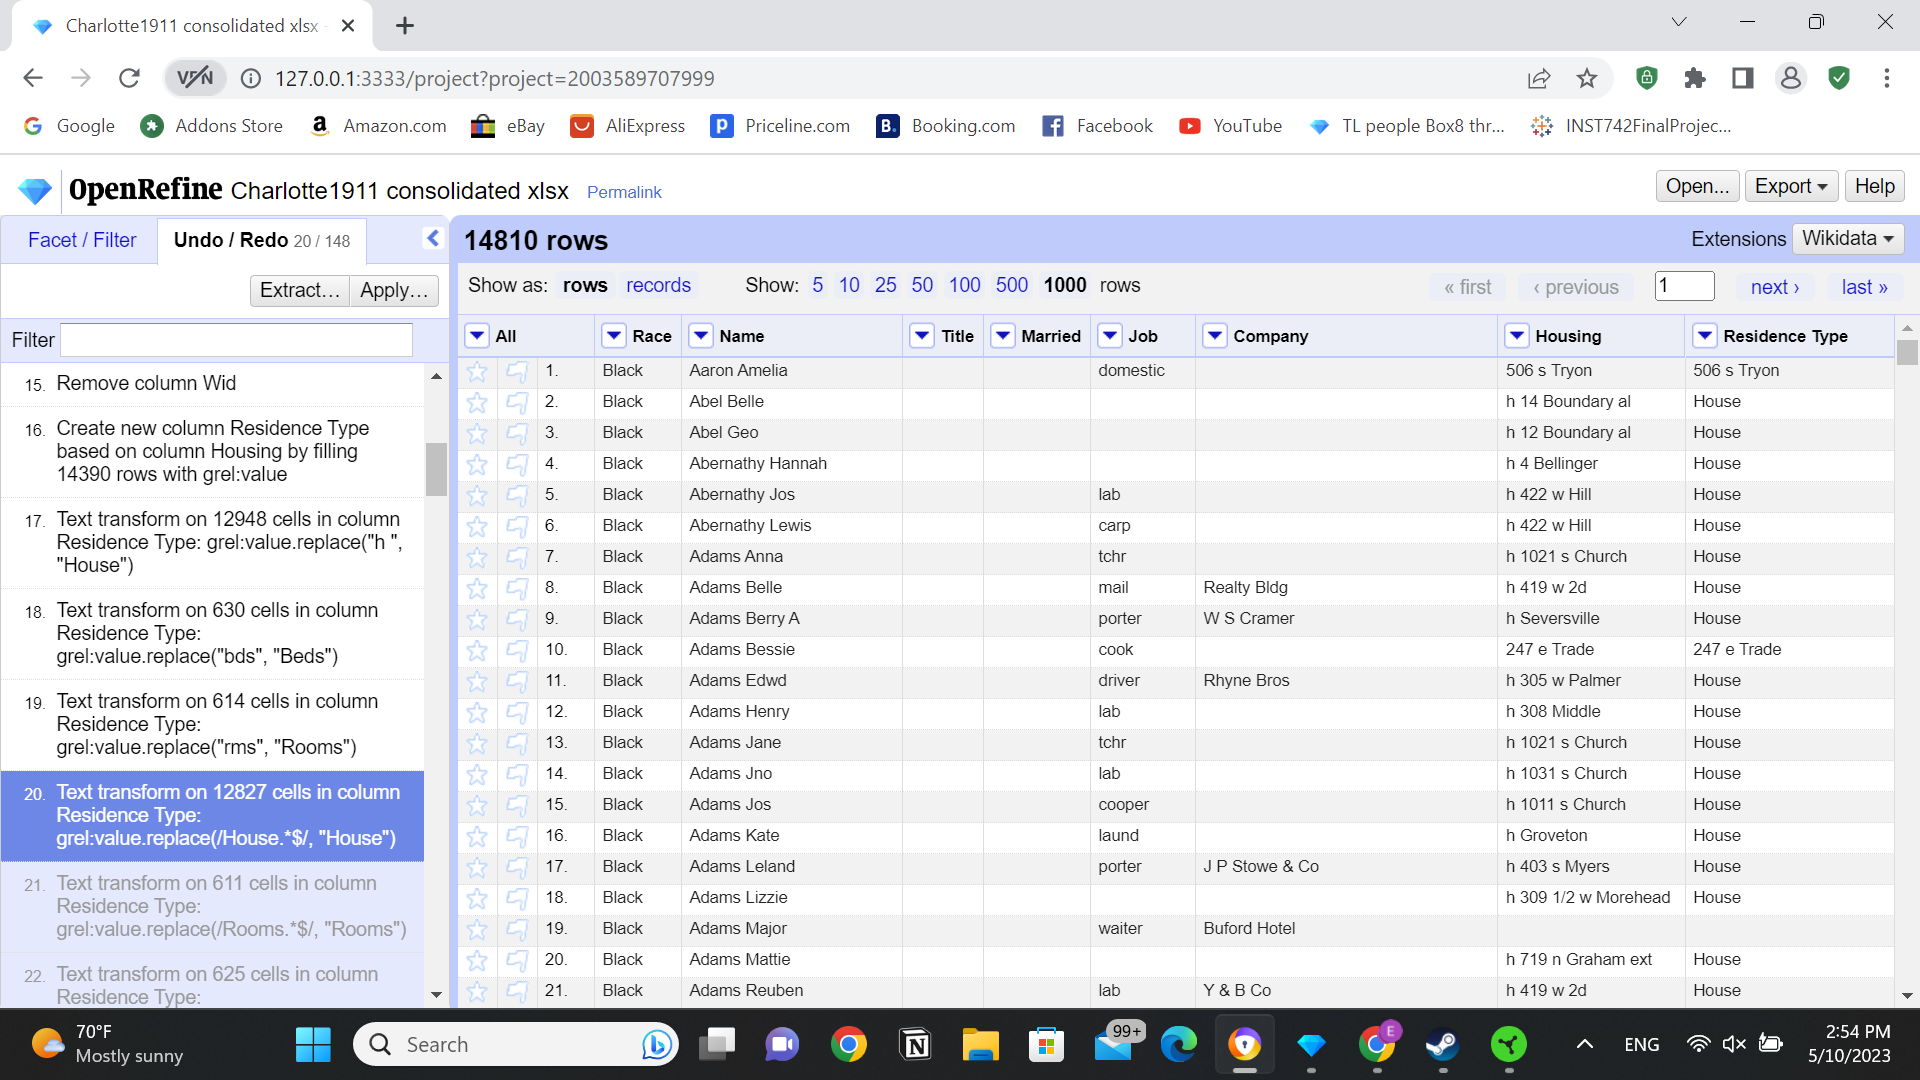 Charlotte1911 consolidated xlsx
VPN 127.0.0.1:3333/project?project=2003589707999
Google Addons Store Amazon.com eBay AliExpress Priceline.com Booking.com Facebook YouTube TL people Box8 thr... INST742FinalProjec...
OpenRefine Charlotte1911 consolidated xlsx Permalink Open... Export Help
Facet / Filter Undo / Redo 20 / 148
14810 rows Extensions Wikidata
Extract... Apply...
Show as: rows records Show: 5 10 25 50 100 500 1000 rows « first ‹ previous 1 next › last »
Filter
15. Remove column Wid
16. Create new column Residence Type
based on column Housing by filling
14390 rows with grel:value
17. Text transform on 12948 cells in column
Residence Type: grel:value.replace("h ",
"House")
18. Text transform on 630 cells in column
Residence Type:
grel:value.replace("bds", "Beds")
19. Text transform on 614 cells in column
Residence Type:
grel:value.replace("rms", "Rooms")
20. Text transform on 12827 cells in column
Residence Type:
grel:value.replace(/House.*$/, "House")
21. Text transform on 611 cells in column
Residence Type:
grel:value.replace(/Rooms.*$/, "Rooms")
22. Text transform on 625 cells in column
Residence Type:
All Race Name Title Married Job Company Housing Residence Type
1. Black Aaron Amelia domestic 506 s Tryon 506 s Tryon
2. Black Abel Belle h 14 Boundary al House
3. Black Abel Geo h 12 Boundary al House
4. Black Abernathy Hannah h 4 Bellinger House
5. Black Abernathy Jos lab h 422 w Hill House
6. Black Abernathy Lewis carp h 422 w Hill House
7. Black Adams Anna tchr h 1021 s Church House
8. Black Adams Belle mail Realty Bldg h 419 w 2d House
9. Black Adams Berry A porter W S Cramer h Seversville House
10. Black Adams Bessie cook 247 e Trade 247 e Trade
11. Black Adams Edwd driver Rhyne Bros h 305 w Palmer House
12. Black Adams Henry lab h 308 Middle House
13. Black Adams Jane tchr h 1021 s Church House
14. Black Adams Jno lab h 1031 s Church House
15. Black Adams Jos cooper h 1011 s Church House
16. Black Adams Kate laund h Groveton House
17. Black Adams Leland porter J P Stowe & Co h 403 s Myers House
18. Black Adams Lizzie h 309 1/2 w Morehead House
19. Black Adams Major waiter Buford Hotel
20. Black Adams Mattie h 719 n Graham ext House
21. Black Adams Reuben lab Y & B Co h 419 w 2d House
70°F
Mostly sunny
Search
99+
E
ENG
2:54 PM
5/10/2023